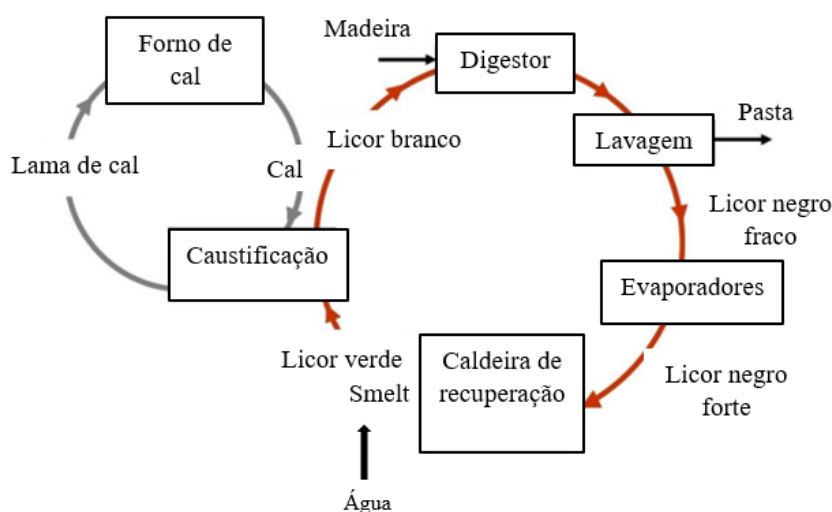 Forno de
cal
Madeira
Digestor
Pasta
Lavagem
Licor branco
Lama de cal
Cal
Licor negro
fraco
Caustificação
Evaporadores
Licor verde
Smelt
Caldeira de
recuperação
Licor negro
forte
Água